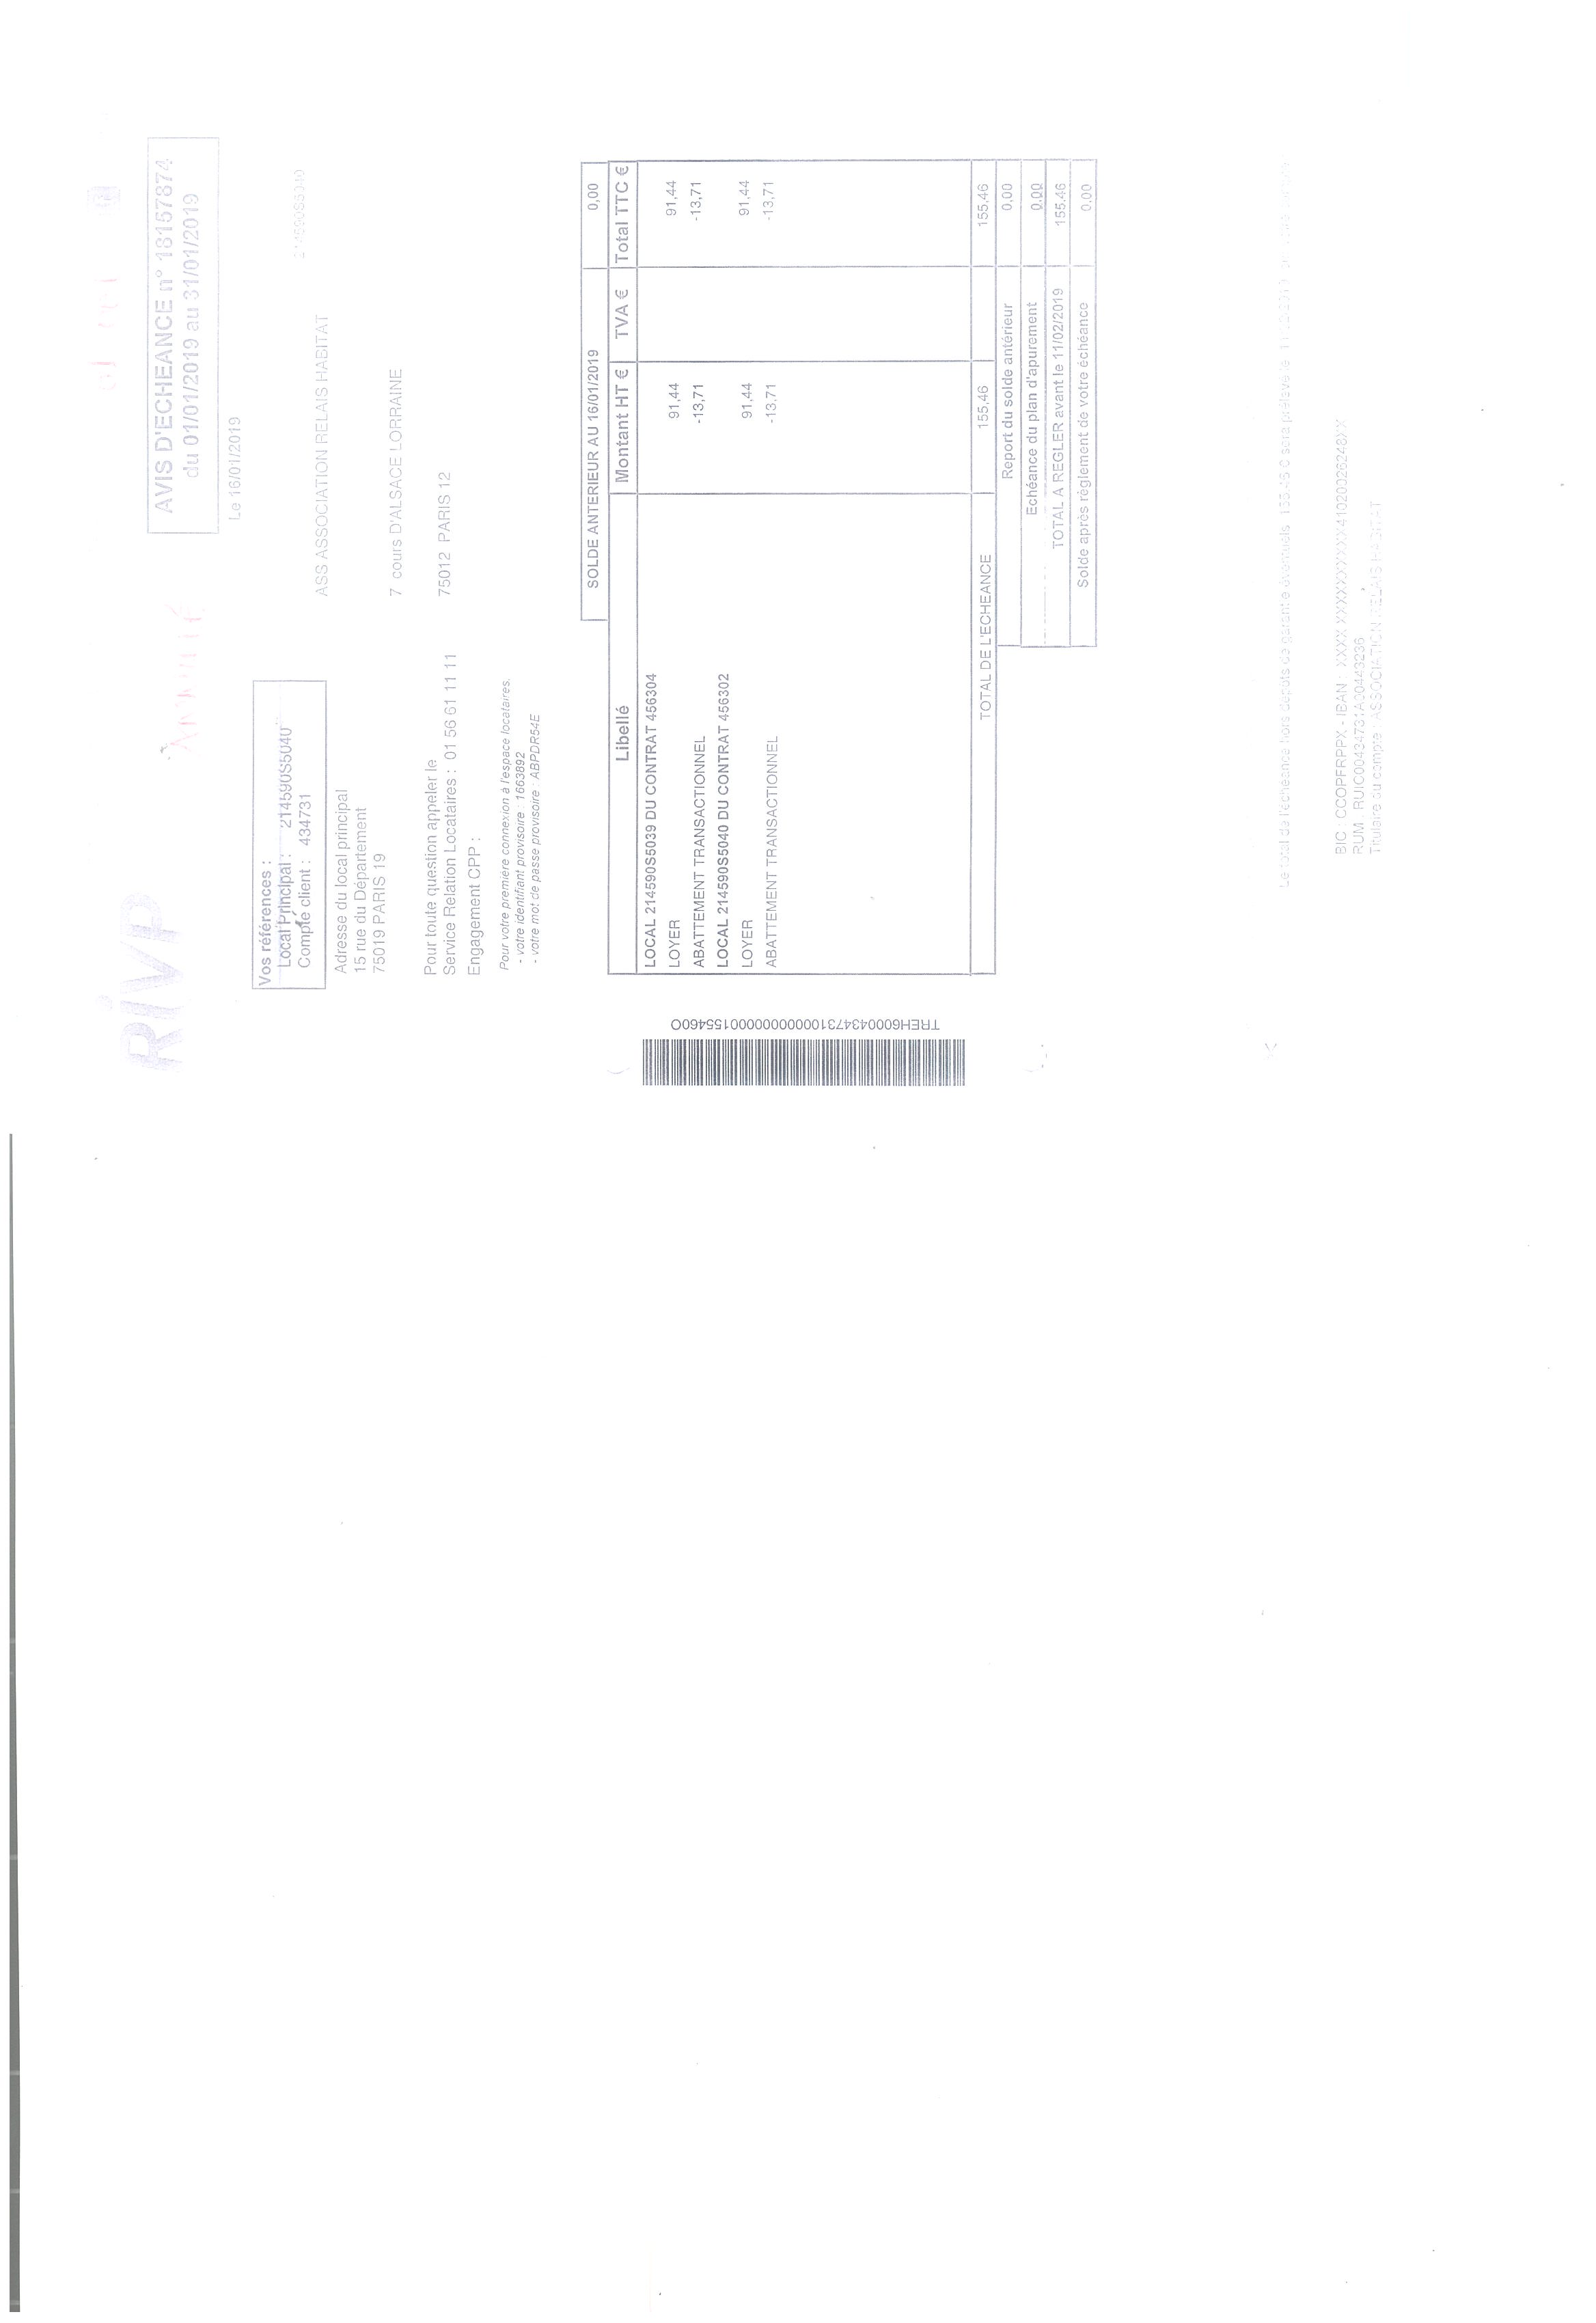 RIVP
AVIS D'ECHEANCE n° 18157874
du 01/01/2019 au 31/01/2019
Le 16/01/2019
Vos références :
Local Principal : 214590S5040
Compte client : 434731
214590S5040
ASS ASSOCIATION RELAIS HABITAT
Adresse du local principal
15 rue du Département
75019 PARIS 19
7 cours D'ALSACE LORRAINE
75012 PARIS 12
Pour toute question appeler le
Service Relation Locataires : 01 56 61 11 11
Engagement CPP :
Pour votre première connexion à l'espace locataires,
- votre identifiant provisoire : 1663892
- votre mot de passe provisoire : ABPDR54E
SOLDE ANTERIEUR AU 16/01/2019 0,00
Libellé Montant HT € TVA € Total TTC €
LOCAL 214590S5039 DU CONTRAT 456304
LOYER 91,44 91,44
ABATTEMENT TRANSACTIONNEL -13,71 -13,71
LOCAL 214590S5040 DU CONTRAT 456302
LOYER 91,44 91,44
ABATTEMENT TRANSACTIONNEL -13,71 -13,71
TOTAL DE L'ECHEANCE 155,46 155,46
Report du solde antérieur 0,00
Echéance du plan d'apurement 0,00
TOTAL A REGLER avant le 11/02/2019 155,46
Solde après règlement de votre échéance 0,00
TREH6000434731000000000001554600
Le total de l'échéance hors dépôts de garantie éventuels 155,46 € sera prélevé le 11/02/2019
BIC : CCOPFRPPX - IBAN : XXXX XXXXXXXXXX41020026248XX
RUM : RUIC00434731A00443236
Titulaire du compte : ASSOCIATION RELAIS HABITAT